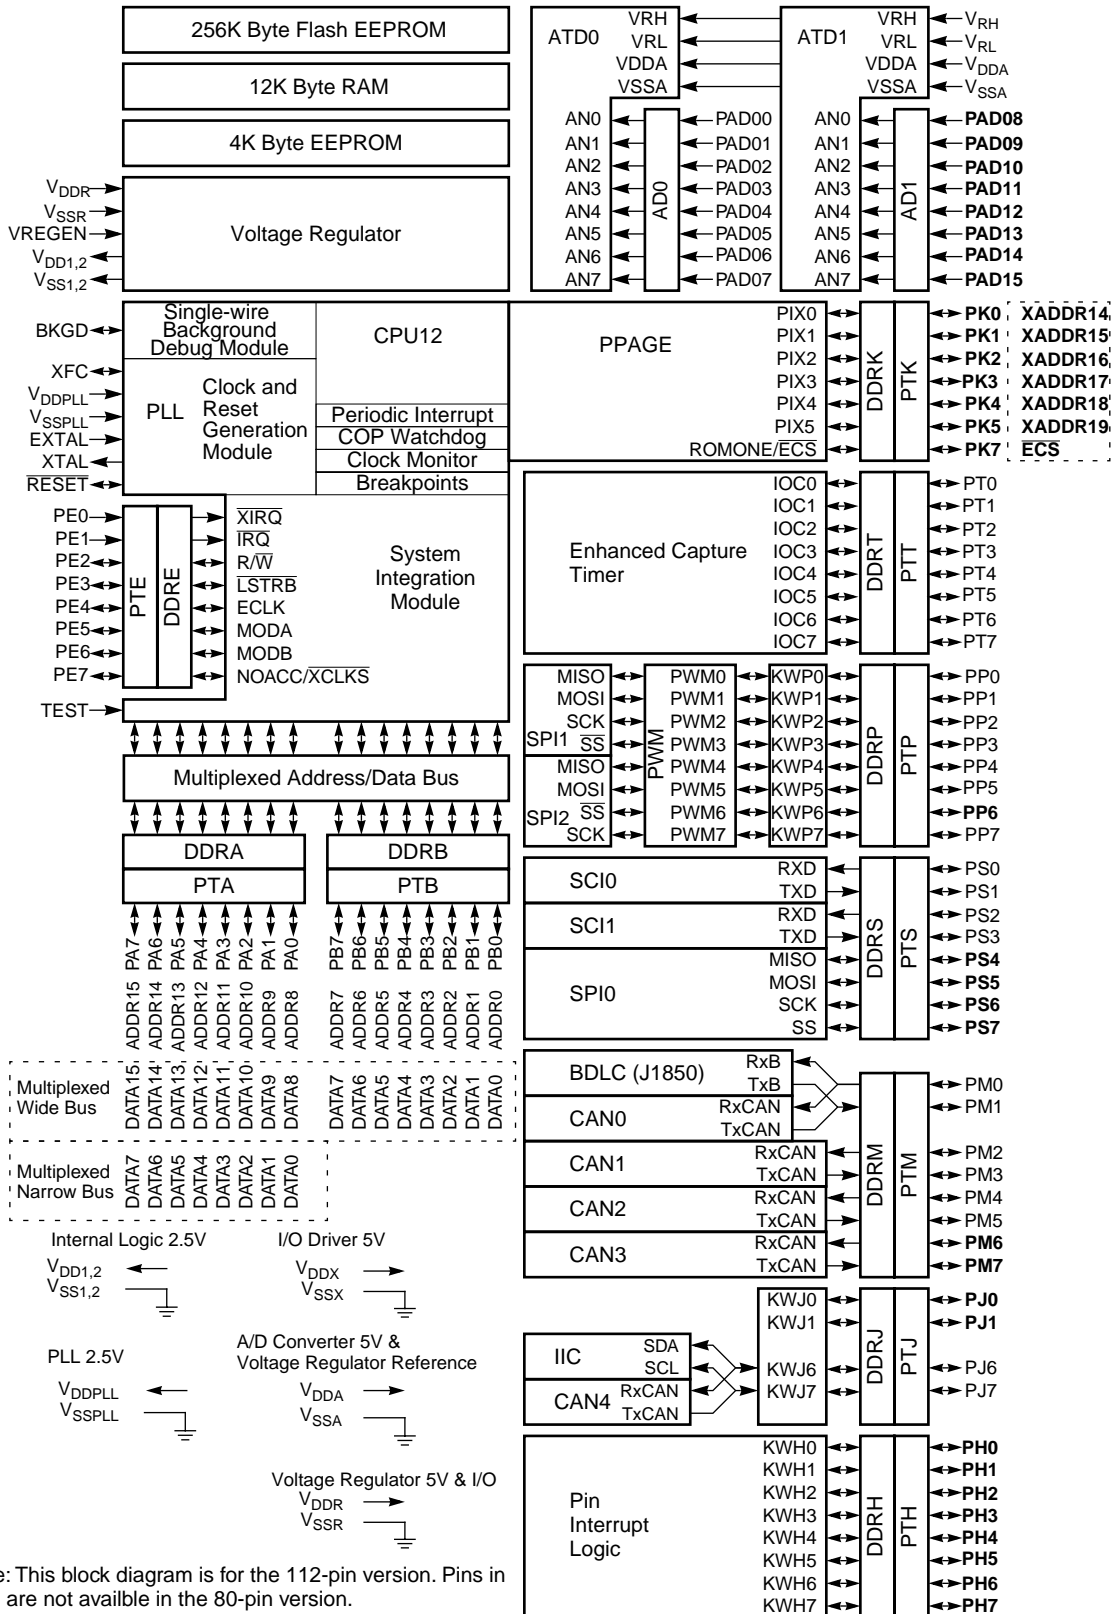 256K Byte Flash EEPROM
12K Byte RAM
4K Byte EEPROM
VDDR
VSSR
VREGEN
VDD1,2
VSS1,2
Voltage Regulator
ATD0
VRH
VRL
VDDA
VSSA
AN0
AN1
AN2
AN3
AN4
AN5
AN6
AN7
AD0
PAD00
PAD01
PAD02
PAD03
PAD04
PAD05
PAD06
PAD07
ATD1
VRH
VRL
VDDA
VSSA
AN0
AN1
AN2
AN3
AN4
AN5
AN6
AN7
AD1
VRH
VRL
VDDA
VSSA
PAD08
PAD09
PAD10
PAD11
PAD12
PAD13
PAD14
PAD15
BKGD
XFC
VDDPLL
VSSPLL
EXTAL
XTAL
RESET
Single-wire
Background
Debug Module
CPU12
PLL
Clock and
Reset
Generation
Module
Periodic Interrupt
COP Watchdog
Clock Monitor
Breakpoints
PPAGE
PIX0
PIX1
PIX2
PIX3
PIX4
PIX5
ROMONE/ECS
DDRK
PTK
PK0 XADDR14
PK1 XADDR15
PK2 XADDR16
PK3 XADDR17
PK4 XADDR18
PK5 XADDR19
PK7 ECS
PE0
PE1
PE2
PE3
PE4
PE5
PE6
PE7
TEST
PTE
DDRE
XIRQ
IRQ
R/W
LSTRB
ECLK
MODA
MODB
NOACC/XCLKS
System
Integration
Module
Enhanced Capture
Timer
IOC0
IOC1
IOC2
IOC3
IOC4
IOC5
IOC6
IOC7
DDRT
PTT
PT0
PT1
PT2
PT3
PT4
PT5
PT6
PT7
MISO
MOSI
SCK
SPI1 SS
MISO
MOSI
SPI2 SS
SCK
PWM
PWM0
PWM1
PWM2
PWM3
PWM4
PWM5
PWM6
PWM7
KWP0
KWP1
KWP2
KWP3
KWP4
KWP5
KWP6
KWP7
DDRP
PTP
PP0
PP1
PP2
PP3
PP4
PP5
PP6
PP7
Multiplexed Address/Data Bus
DDRA
PTA
DDRB
PTB
PA7
PA6
PA5
PA4
PA3
PA2
PA1
PA0
PB7
PB6
PB5
PB4
PB3
PB2
PB1
PB0
ADDR15
ADDR14
ADDR13
ADDR12
ADDR11
ADDR10
ADDR9
ADDR8
ADDR7
ADDR6
ADDR5
ADDR4
ADDR3
ADDR2
ADDR1
ADDR0
Multiplexed
Wide Bus
DATA15
DATA14
DATA13
DATA12
DATA11
DATA10
DATA9
DATA8
DATA7
DATA6
DATA5
DATA4
DATA3
DATA2
DATA1
DATA0
Multiplexed
Narrow Bus
DATA7
DATA6
DATA5
DATA4
DATA3
DATA2
DATA1
DATA0
SCI0
RXD
TXD
SCI1
RXD
TXD
SPI0
MISO
MOSI
SCK
SS
DDRS
PTS
PS0
PS1
PS2
PS3
PS4
PS5
PS6
PS7
BDLC (J1850)
RxB
TxB
CAN0
RxCAN
TxCAN
CAN1
RxCAN
TxCAN
CAN2
RxCAN
TxCAN
CAN3
RxCAN
TxCAN
DDRM
PTM
PM0
PM1
PM2
PM3
PM4
PM5
PM6
PM7
IIC
SDA
SCL
CAN4
RxCAN
TxCAN
KWJ0
KWJ1
KWJ6
KWJ7
DDRJ
PTJ
PJ0
PJ1
PJ6
PJ7
Pin
Interrupt
Logic
KWH0
KWH1
KWH2
KWH3
KWH4
KWH5
KWH6
KWH7
DDRH
PTH
PH0
PH1
PH2
PH3
PH4
PH5
PH6
PH7
Internal Logic 2.5V
VDD1,2
VSS1,2
I/O Driver 5V
VDDX
VSSX
PLL 2.5V
VDDPLL
VSSPLL
A/D Converter 5V &
Voltage Regulator Reference
VDDA
VSSA
Voltage Regulator 5V & I/O
VDDR
VSSR
e: This block diagram is for the 112-pin version. Pins in
are not availble in the 80-pin version.